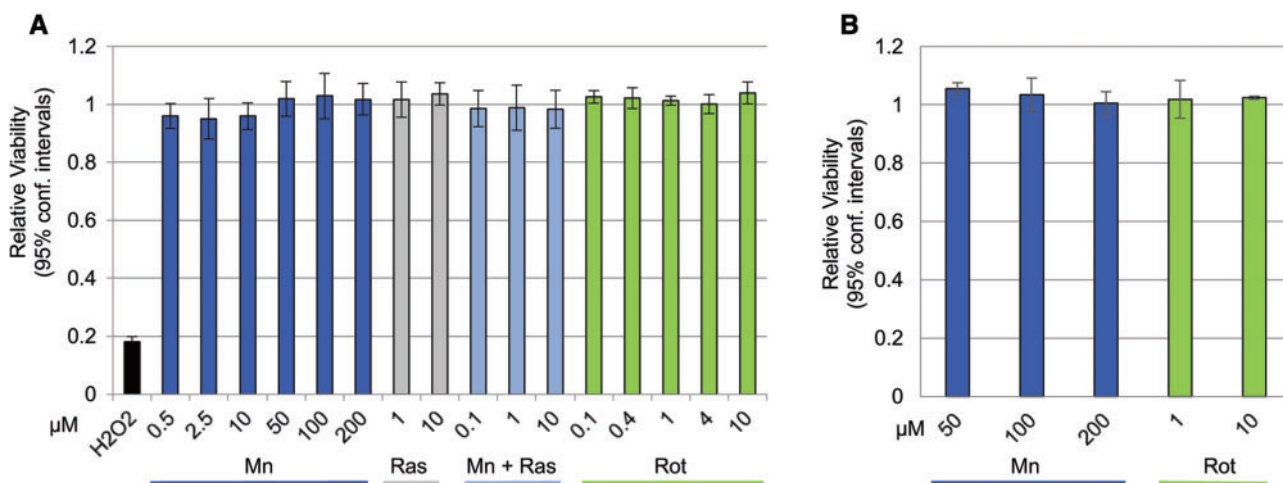 A
Relative Viability
(95% conf. intervals)
1.2
1
0.8
0.6
0.4
0.2
0
µM
H2O2 0.5 2.5 10 50 100 200 1 10 0.1 1 10 0.1 0.4 1 4 10
Mn Ras Mn + Ras Rot
B
Relative Viability
(95% conf. intervals)
1.2
1
0.8
0.6
0.4
0.2
0
µM
50 100 200 1 10
Mn Rot